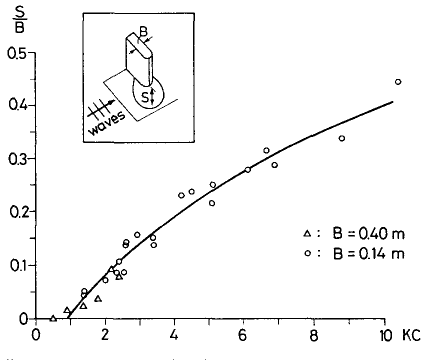 S/B
0,5
0.4
0.3
0.2
0.1
0
0 2 4 6 8 10 KC
B
S
waves
△: B = 0.40 m
○: B = 0.14 m